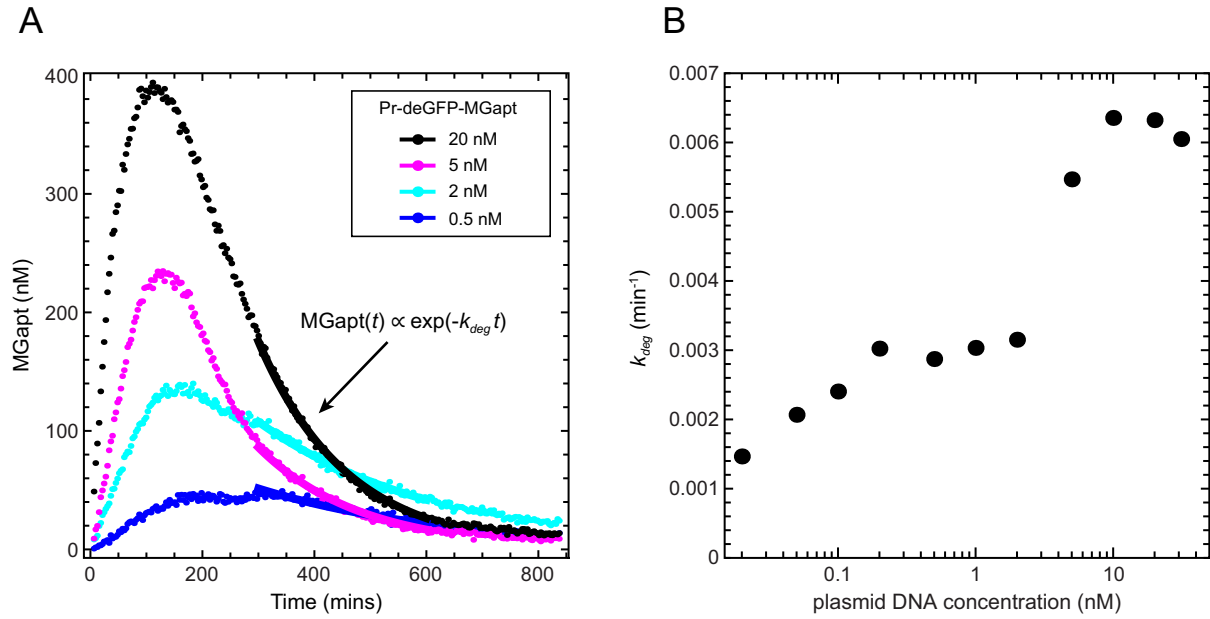 A
400
300
200
100
0
MGapt (nM)
0
200
400
600
800
Time (mins)
Pr-deGFP-MGapt
20 nM
5 nM
2 nM
0.5 nM
MGapt(t) ∝ exp(-k_deg t)
B
0.007
0.006
0.005
0.004
0.003
0.002
0.001
0
k_deg (min⁻¹)
0.1
1
10
plasmid DNA concentration (nM)